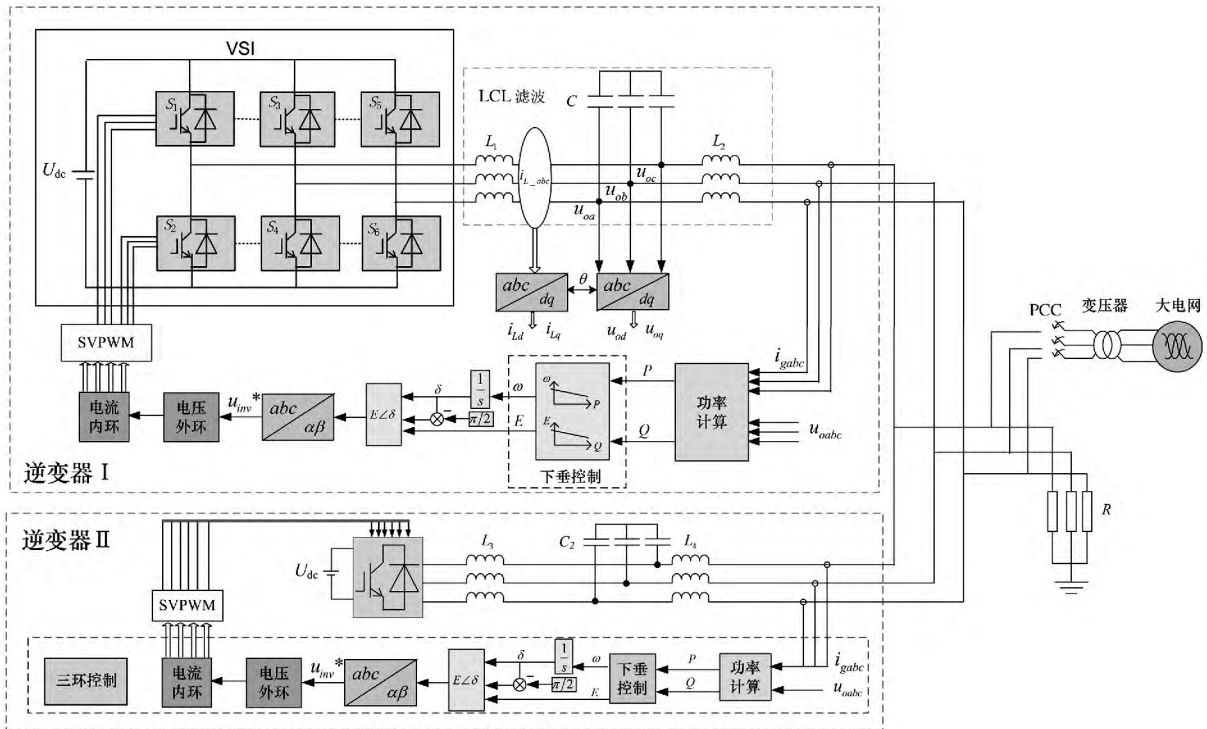 VSI
S1
S3
S5
Udc
S2
S4
S6
LCL 滤波
C
L1
iL_abc
uoa
uob
uoc
L2
abc
dq
θ
abc
dq
iLd
iLq
uod
uoq
PCC
变压器
大电网
SVPWM
电流内环
电压外环
uinv*
abc
αβ
E∠δ
δ
1
s
−
π/2
ω
E
ω
P
E
Q
下垂控制
P
Q
功率计算
igabc
uoabc
逆变器 I
R
逆变器 II
Udc
L3
C2
L4
SVPWM
三环控制
电流内环
电压外环
uinv*
abc
αβ
E∠δ
δ
1
s
−
π/2
ω
E
下垂控制
P
Q
功率计算
igabc
uoabc